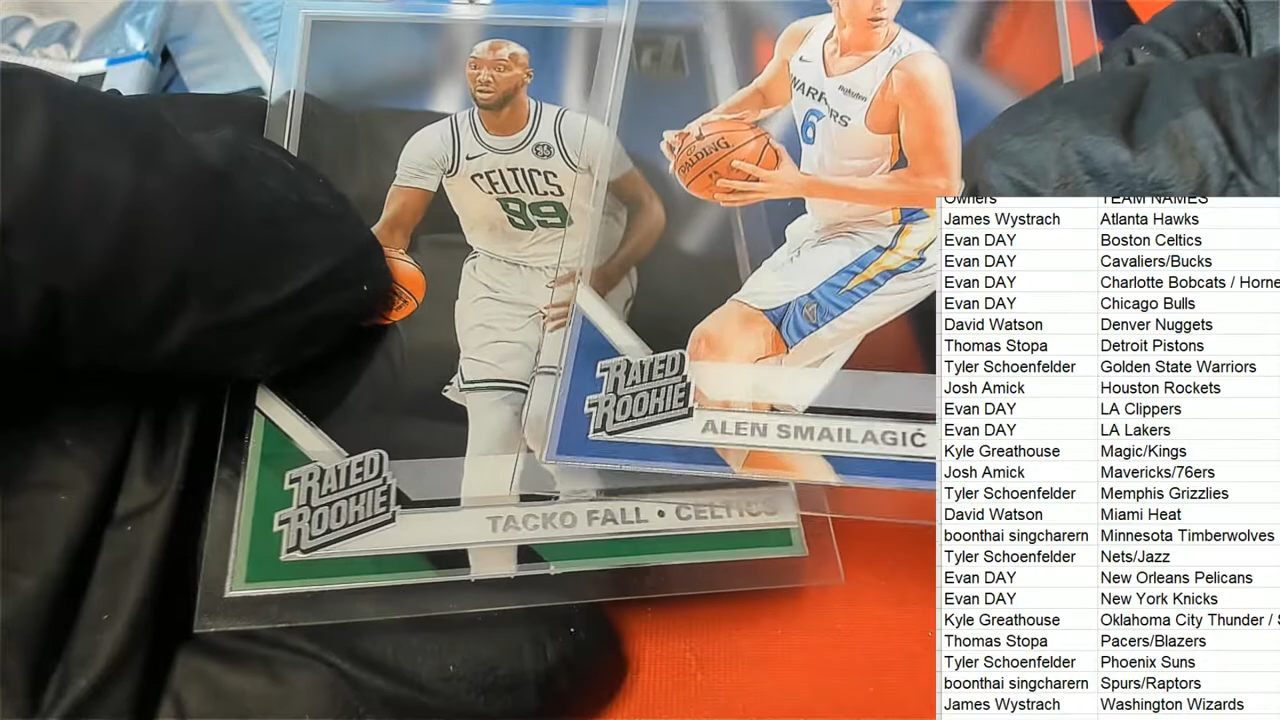 CELTICS
99
WARRIORS
6
Rakuten
SPALDING
RATED
ROOKIE
TACKO FALL • CELTICS
RATED
ROOKIE
ALEN SMAILAGIĆ
Owners TEAM NAMES
James Wystrach Atlanta Hawks
Evan DAY Boston Celtics
Evan DAY Cavaliers/Bucks
Evan DAY Charlotte Bobcats / Horne
Evan DAY Chicago Bulls
David Watson Denver Nuggets
Thomas Stopa Detroit Pistons
Tyler Schoenfelder Golden State Warriors
Josh Amick Houston Rockets
Evan DAY LA Clippers
Evan DAY LA Lakers
Kyle Greathouse Magic/Kings
Josh Amick Mavericks/76ers
Tyler Schoenfelder Memphis Grizzlies
David Watson Miami Heat
boonthai singcharern Minnesota Timberwolves
Tyler Schoenfelder Nets/Jazz
Evan DAY New Orleans Pelicans
Evan DAY New York Knicks
Kyle Greathouse Oklahoma City Thunder / S
Thomas Stopa Pacers/Blazers
Tyler Schoenfelder Phoenix Suns
boonthai singcharern Spurs/Raptors
James Wystrach Washington Wizards